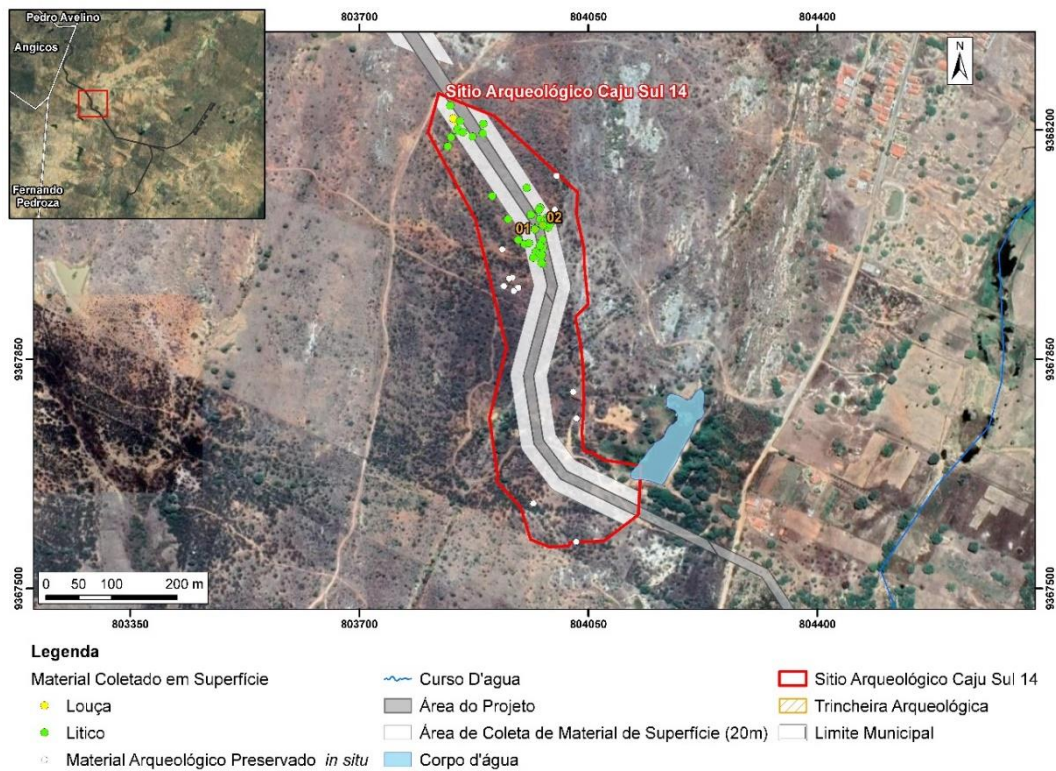 803700
804050
804400
Pedro Avelino
Angicos
Fernando
Pedroza
N
Sítio Arqueológico Caju Sul 14
01
02
9368200
9368200
9367850
9367850
9367500
9367500
0 50 100 200 m
803350
803700
804050
804400
Legenda
Material Coletado em Superfície
Louça
Lítico
Material Arqueológico Preservado in situ
Curso D'agua
Área do Projeto
Área de Coleta de Material de Superfície (20m)
Corpo d'água
Sítio Arqueológico Caju Sul 14
Trincheira Arqueológica
Limite Municipal